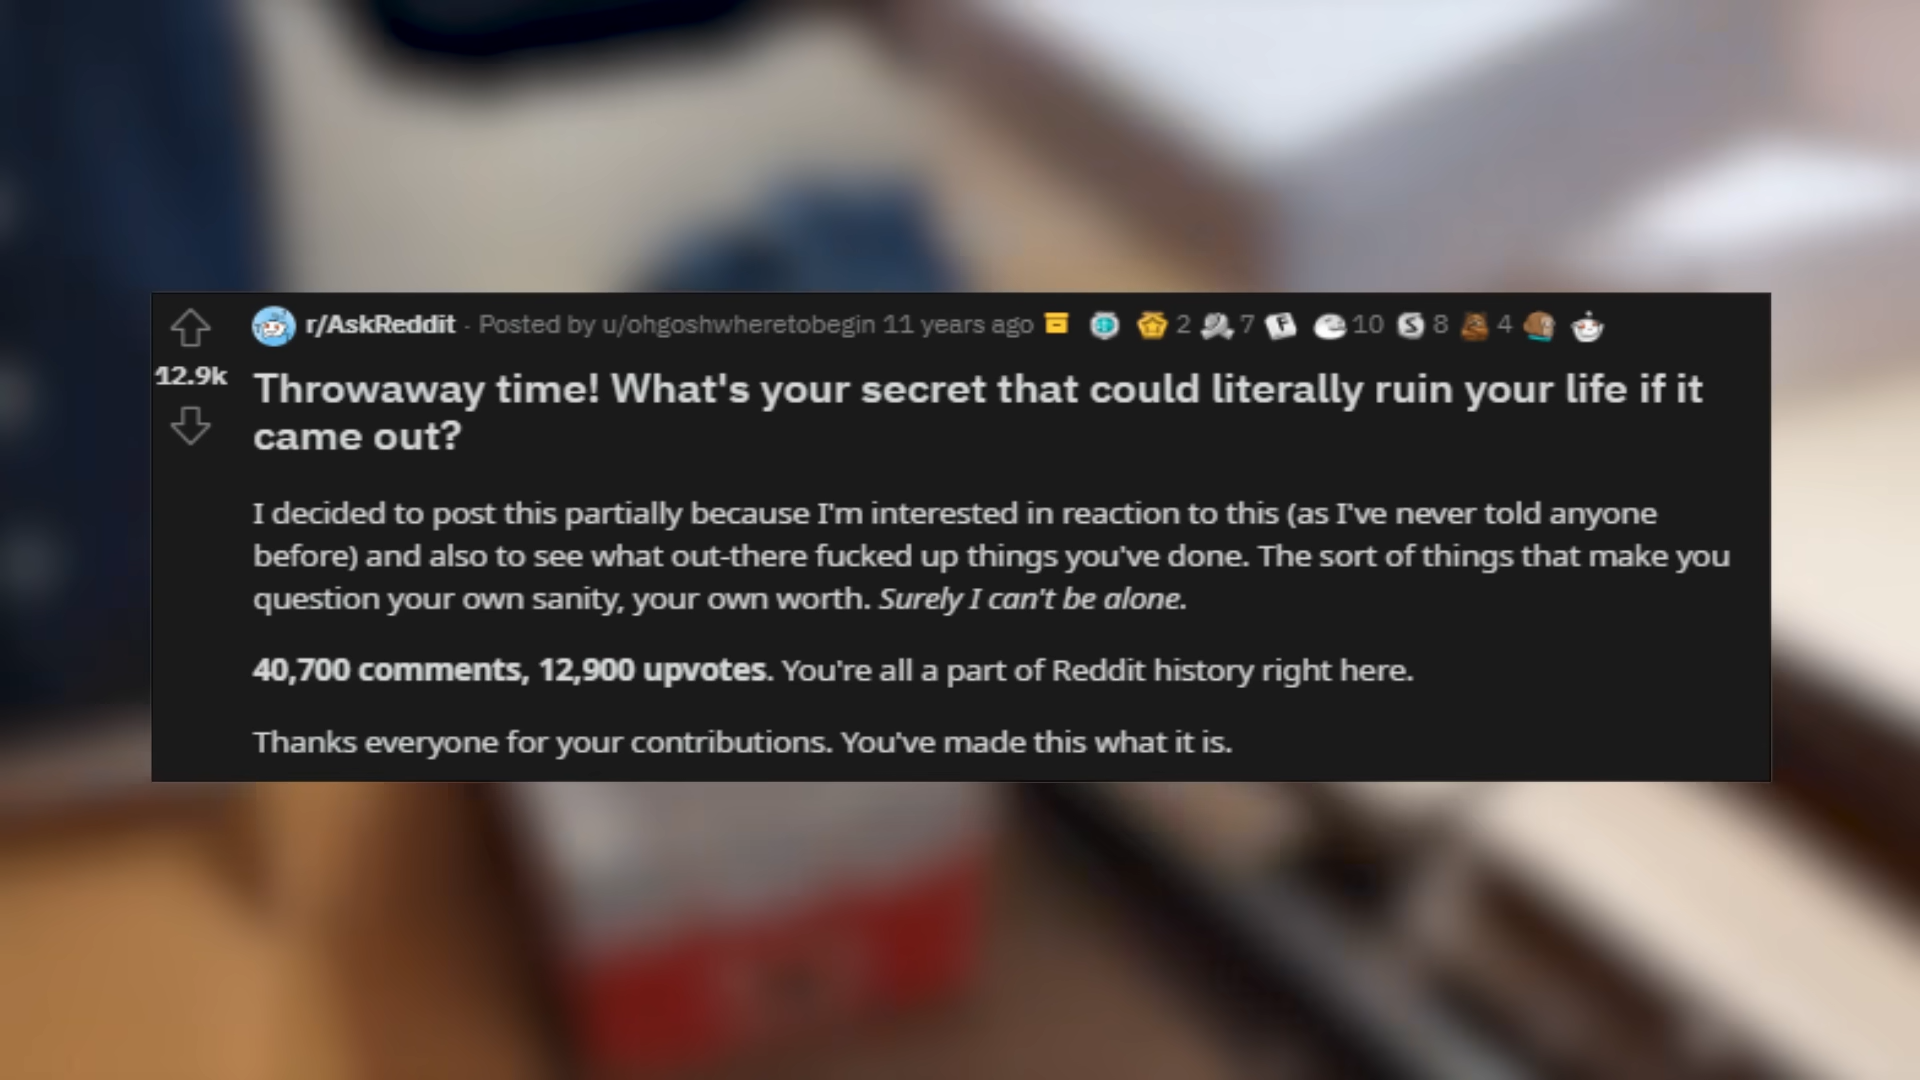 r/AskReddit · Posted by u/ohgoshwheretobegin 11 years ago 2 7 F 10 S 8 4
12.9k
Throwaway time! What's your secret that could literally ruin your life if it
came out?
I decided to post this partially because I'm interested in reaction to this (as I've never told anyone
before) and also to see what out-there fucked up things you've done. The sort of things that make you
question your own sanity, your own worth. Surely I can't be alone.
40,700 comments, 12,900 upvotes. You're all a part of Reddit history right here.
Thanks everyone for your contributions. You've made this what it is.